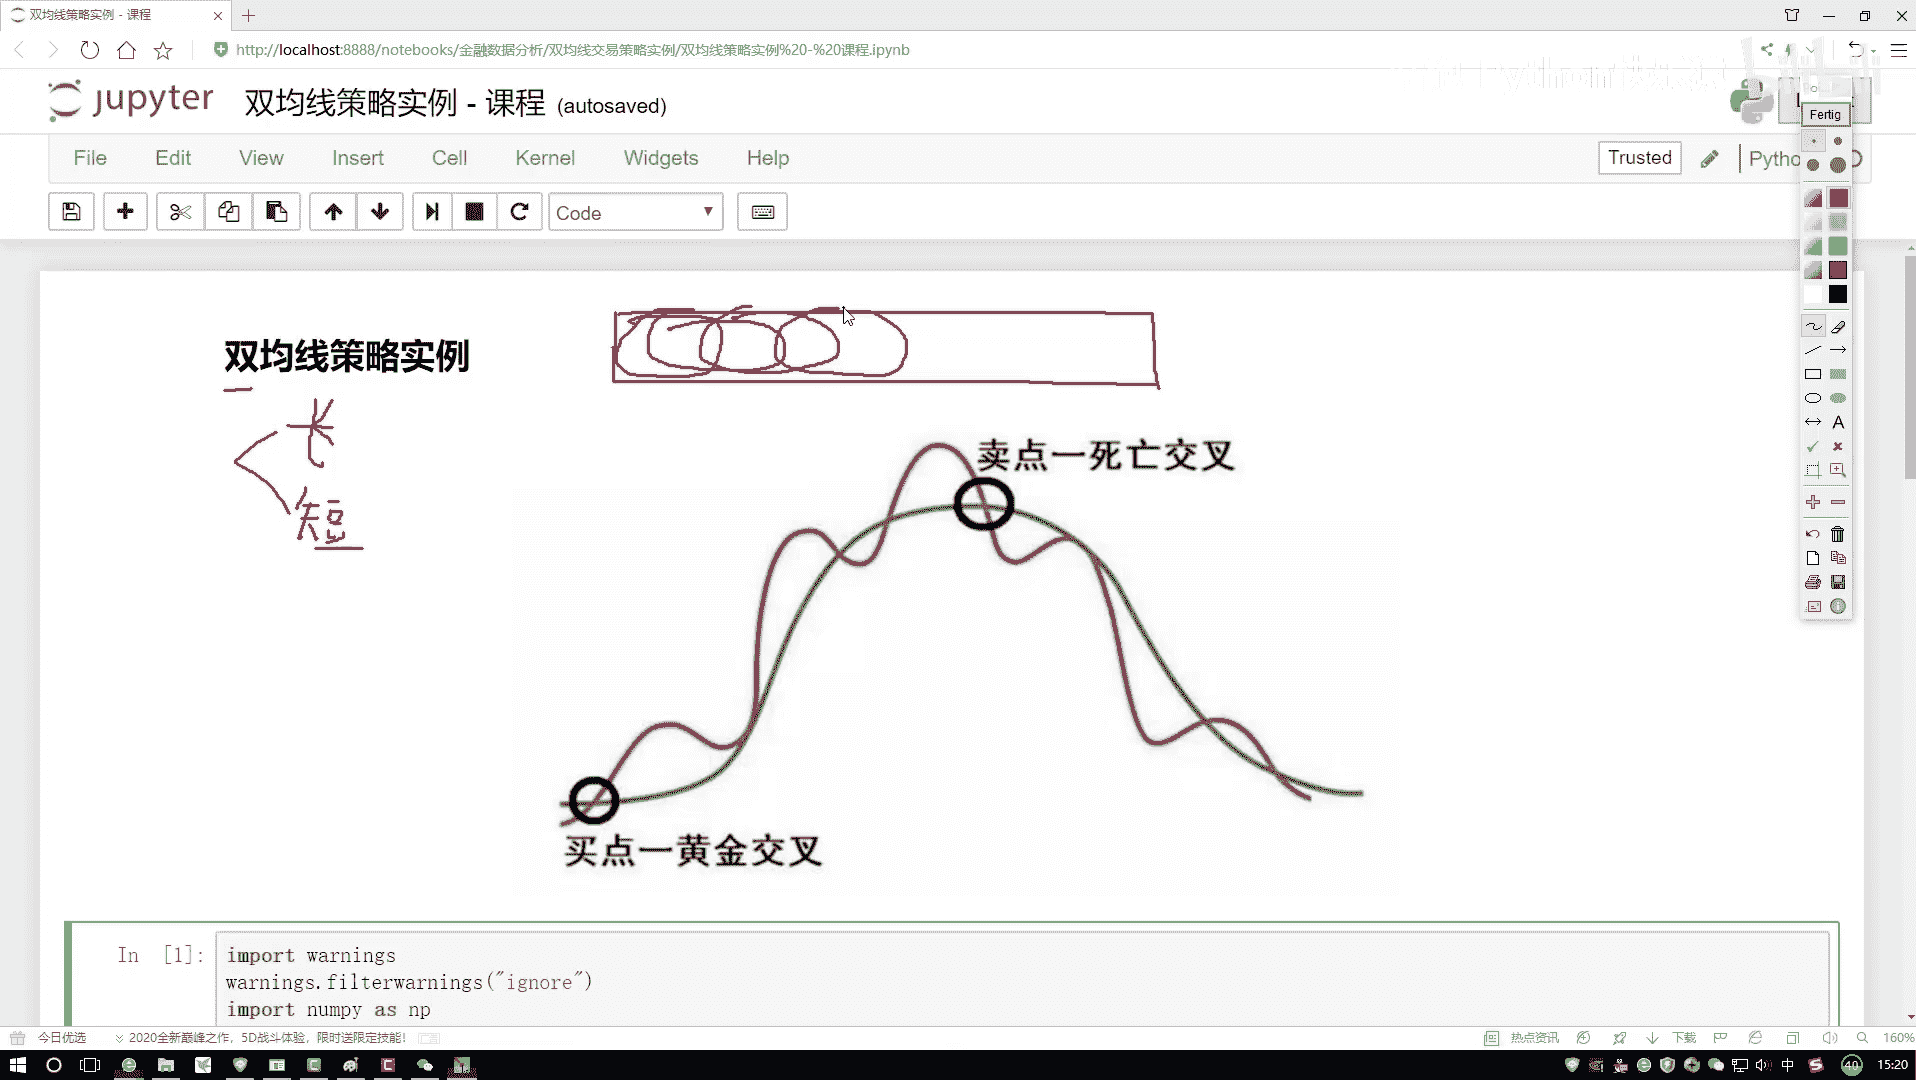 双均线策略实例 - 课程
http://localhost:8888/notebooks/金融数据分析/双均线交易策略实例/双均线策略实例%20-%20课程.ipynb
jupyter 双均线策略实例 - 课程 (autosaved)
Fertig
File Edit View Insert Cell Kernel Widgets Help
Trusted
Pytho
Code
双均线策略实例
长
短
卖点一死亡交叉
买点一黄金交叉
In [1]:
import warnings
warnings.filterwarnings("ignore")
import numpy as np
今日优选 2020全新巅峰之作，5D战斗体验，限时送限定技能！
热点资讯 下载 160%
中 40 15:20